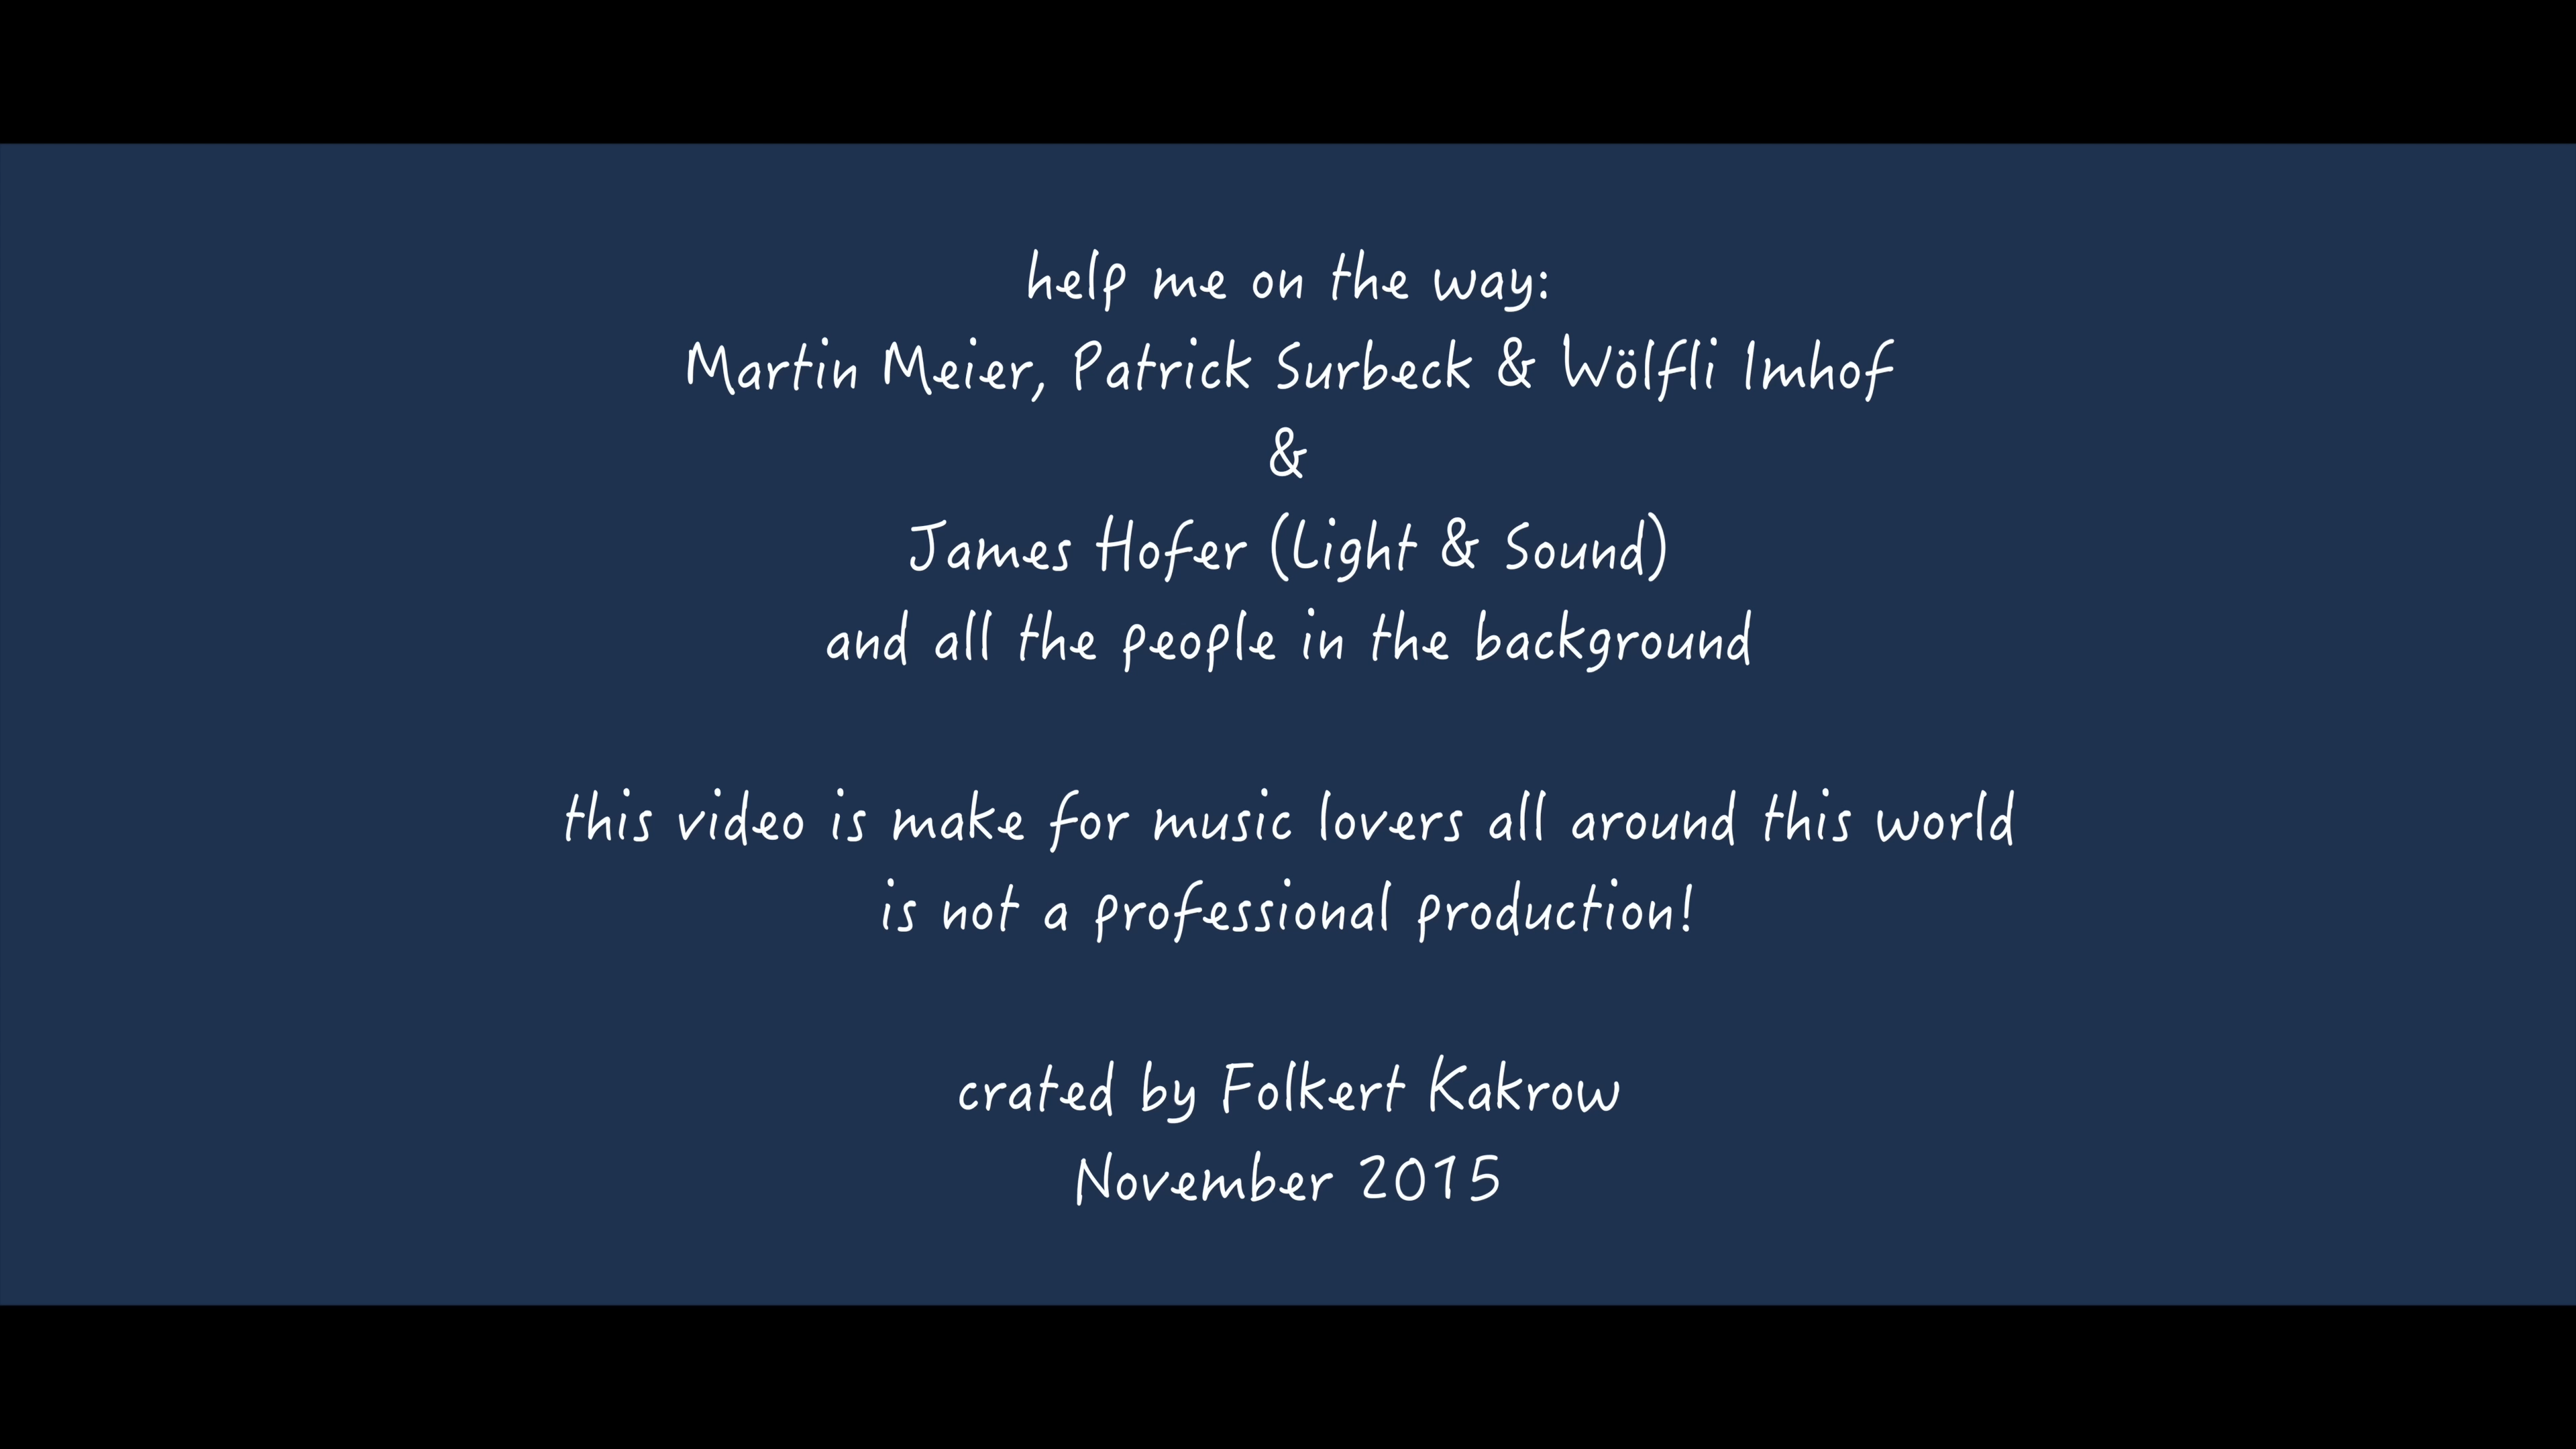 help me on the way:
Martin Meier, Patrick Surbeck & Wölfli Imhof
&
James Hofer (Light & Sound)
and all the people in the background
this video is make for music lovers all around this world
is not a professional production!
crated by Folkert Kakrow
November 2015